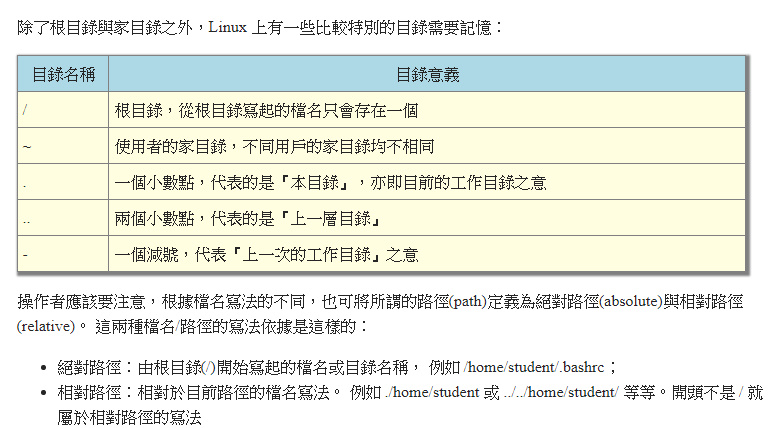 除了根目錄與家目錄之外，Linux 上有一些比較特別的目錄需要記憶：
目錄名稱 目錄意義
/ 根目錄，從根目錄寫起的檔名只會存在一個
~ 使用者的家目錄，不同用戶的家目錄均不相同
. 一個小數點，代表的是『本目錄』，亦即目前的工作目錄之意
.. 兩個小數點，代表的是『上一層目錄』
- 一個減號，代表『上一次的工作目錄』之意
操作者應該要注意，根據檔名寫法的不同，也可將所謂的路徑(path)定義為絕對路徑(absolute)與相對路徑
(relative)。 這兩種檔名/路徑的寫法依據是這樣的：
• 絕對路徑：由根目錄(/)開始寫起的檔名或目錄名稱， 例如 /home/student/.bashrc；
• 相對路徑：相對於目前路徑的檔名寫法。 例如 ./home/student 或 ../../home/student/ 等等。開頭不是 / 就
屬於相對路徑的寫法